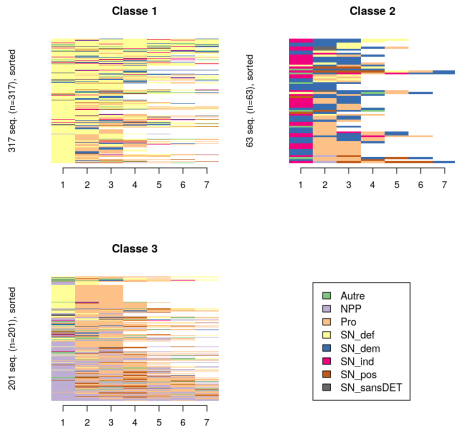 Classe 1
317 seq. (n=317), sorted
1 2 3 4 5 6 7
Classe 2
63 seq. (n=63), sorted
1 2 3 4 5 6 7
Classe 3
201 seq. (n=201), sorted
1 2 3 4 5 6 7
Autre
NPP
Pro
SN_def
SN_dem
SN_ind
SN_pos
SN_sansDET